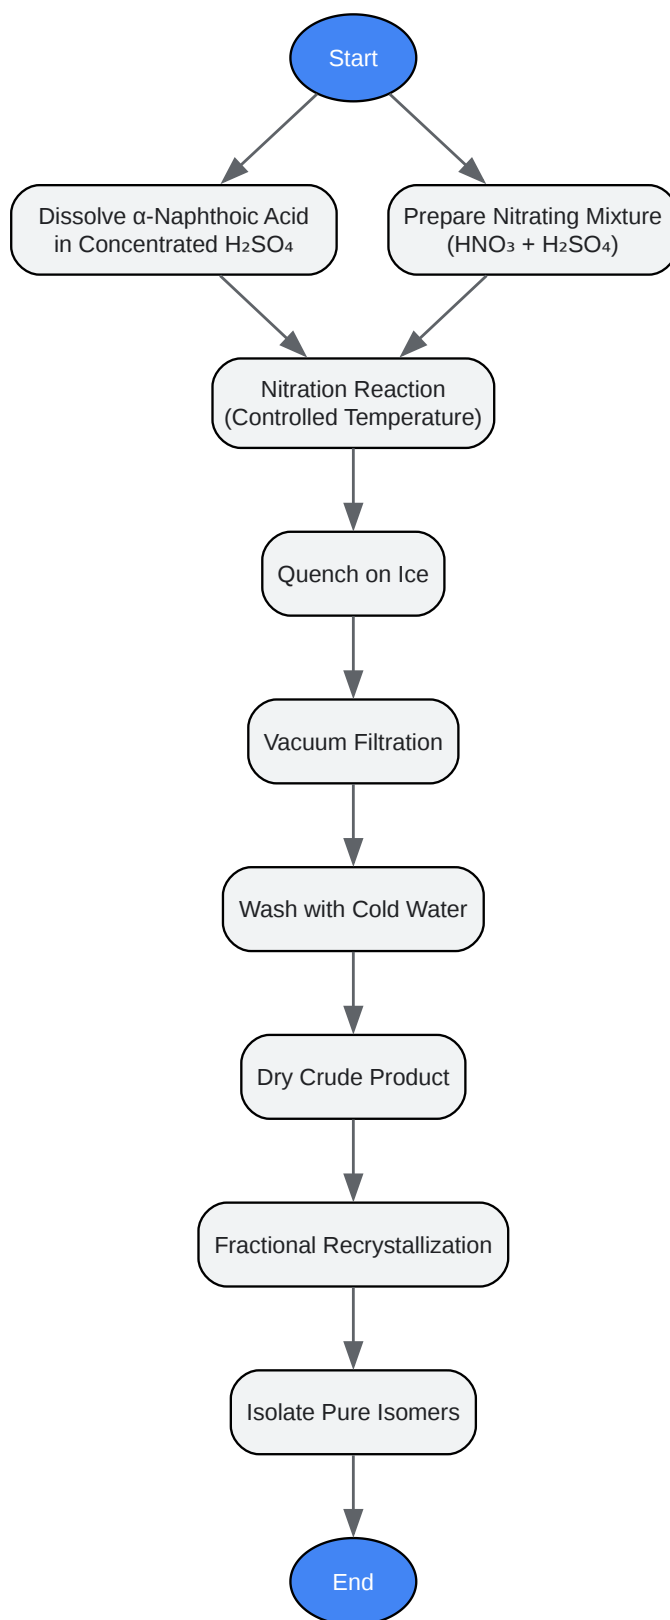 Start
Dissolve α-Naphthoic Acid
in Concentrated H₂SO₄
Prepare Nitrating Mixture
(HNO₃ + H₂SO₄)
Nitration Reaction
(Controlled Temperature)
Quench on Ice
Vacuum Filtration
Wash with Cold Water
Dry Crude Product
Fractional Recrystallization
Isolate Pure Isomers
End